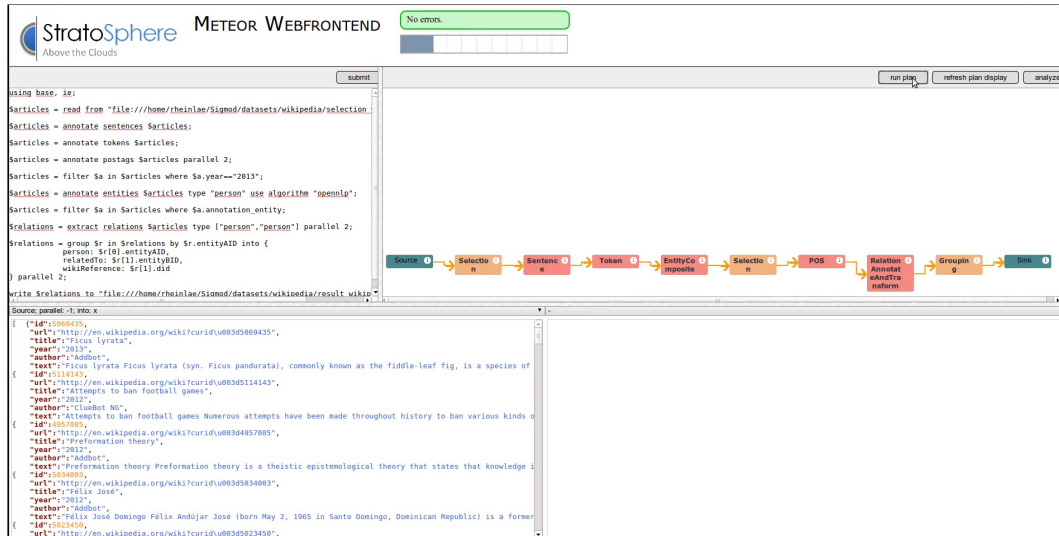 StratoSphere
Above the Clouds
METEOR WEBFRONTEND
No errors.
submit
run plan
refresh plan display
analyze
using base, ie;
$articles = read from "file:///home/rheinlae/Sigmod/datasets/wikipedia/selection_
$articles = annotate sentences $articles;
$articles = annotate tokens $articles;
$articles = annotate postags $articles parallel 2;
$articles = filter $a in $articles where $a.year=="2013";
$articles = annotate entities $articles type "person" use algorithm "opennlp";
$articles = filter $a in $articles where $a.annotation_entity;
$relations = extract relations $articles type ["person","person"] parallel 2;
$relations = group $r in $relations by $r.entityAID into {
person: $r[0].entityAID,
relatedTo: $r[1].entityBID,
wikiReference: $r[1].did
} parallel 2;
write $relations to "file:///home/rheinlae/Sigmod/datasets/wikipedia/result_wikip
Source
Selectio
n
Sentenc
e
Token
EntityCo
mposite
Selectio
n
POS
Relation
Annotat
eAndTra
nsform
Groupin
g
Sink
Source; parallel: -1; into: x
[ {"id":5069435,
"url":"http://en.wikipedia.org/wiki?curid\u003d5069435",
"title":"Ficus lyrata",
"year":"2013",
"author":"Addbot",
"text":"Ficus lyrata Ficus lyrata (syn. Ficus pandurata), commonly known as the fiddle-leaf fig, is a species of
{ "id":5114143,
"url":"http://en.wikipedia.org/wiki?curid\u003d5114143",
"title":"Attempts to ban football games",
"year":"2012",
"author":"ClueBot NG",
"text":"Attempts to ban football games Numerous attempts have been made throughout history to ban various kinds o
{ "id":4957085,
"url":"http://en.wikipedia.org/wiki?curid\u003d4957085",
"title":"Preformation theory",
"year":"2012",
"author":"Addbot",
"text":"Preformation theory Preformation theory is a theistic epistemological theory that states that knowledge i
{ "id":5034003,
"url":"http://en.wikipedia.org/wiki?curid\u003d5034003",
"title":"Félix José",
"year":"2012",
"author":"Addbot",
"text":"Félix José Domingo Félix Andújar José (born May 2, 1965 in Santo Domingo, Dominican Republic) is a former
{ "id":5023450,
"url":"http://en.wikipedia.org/wiki?curid\u003d5023450",